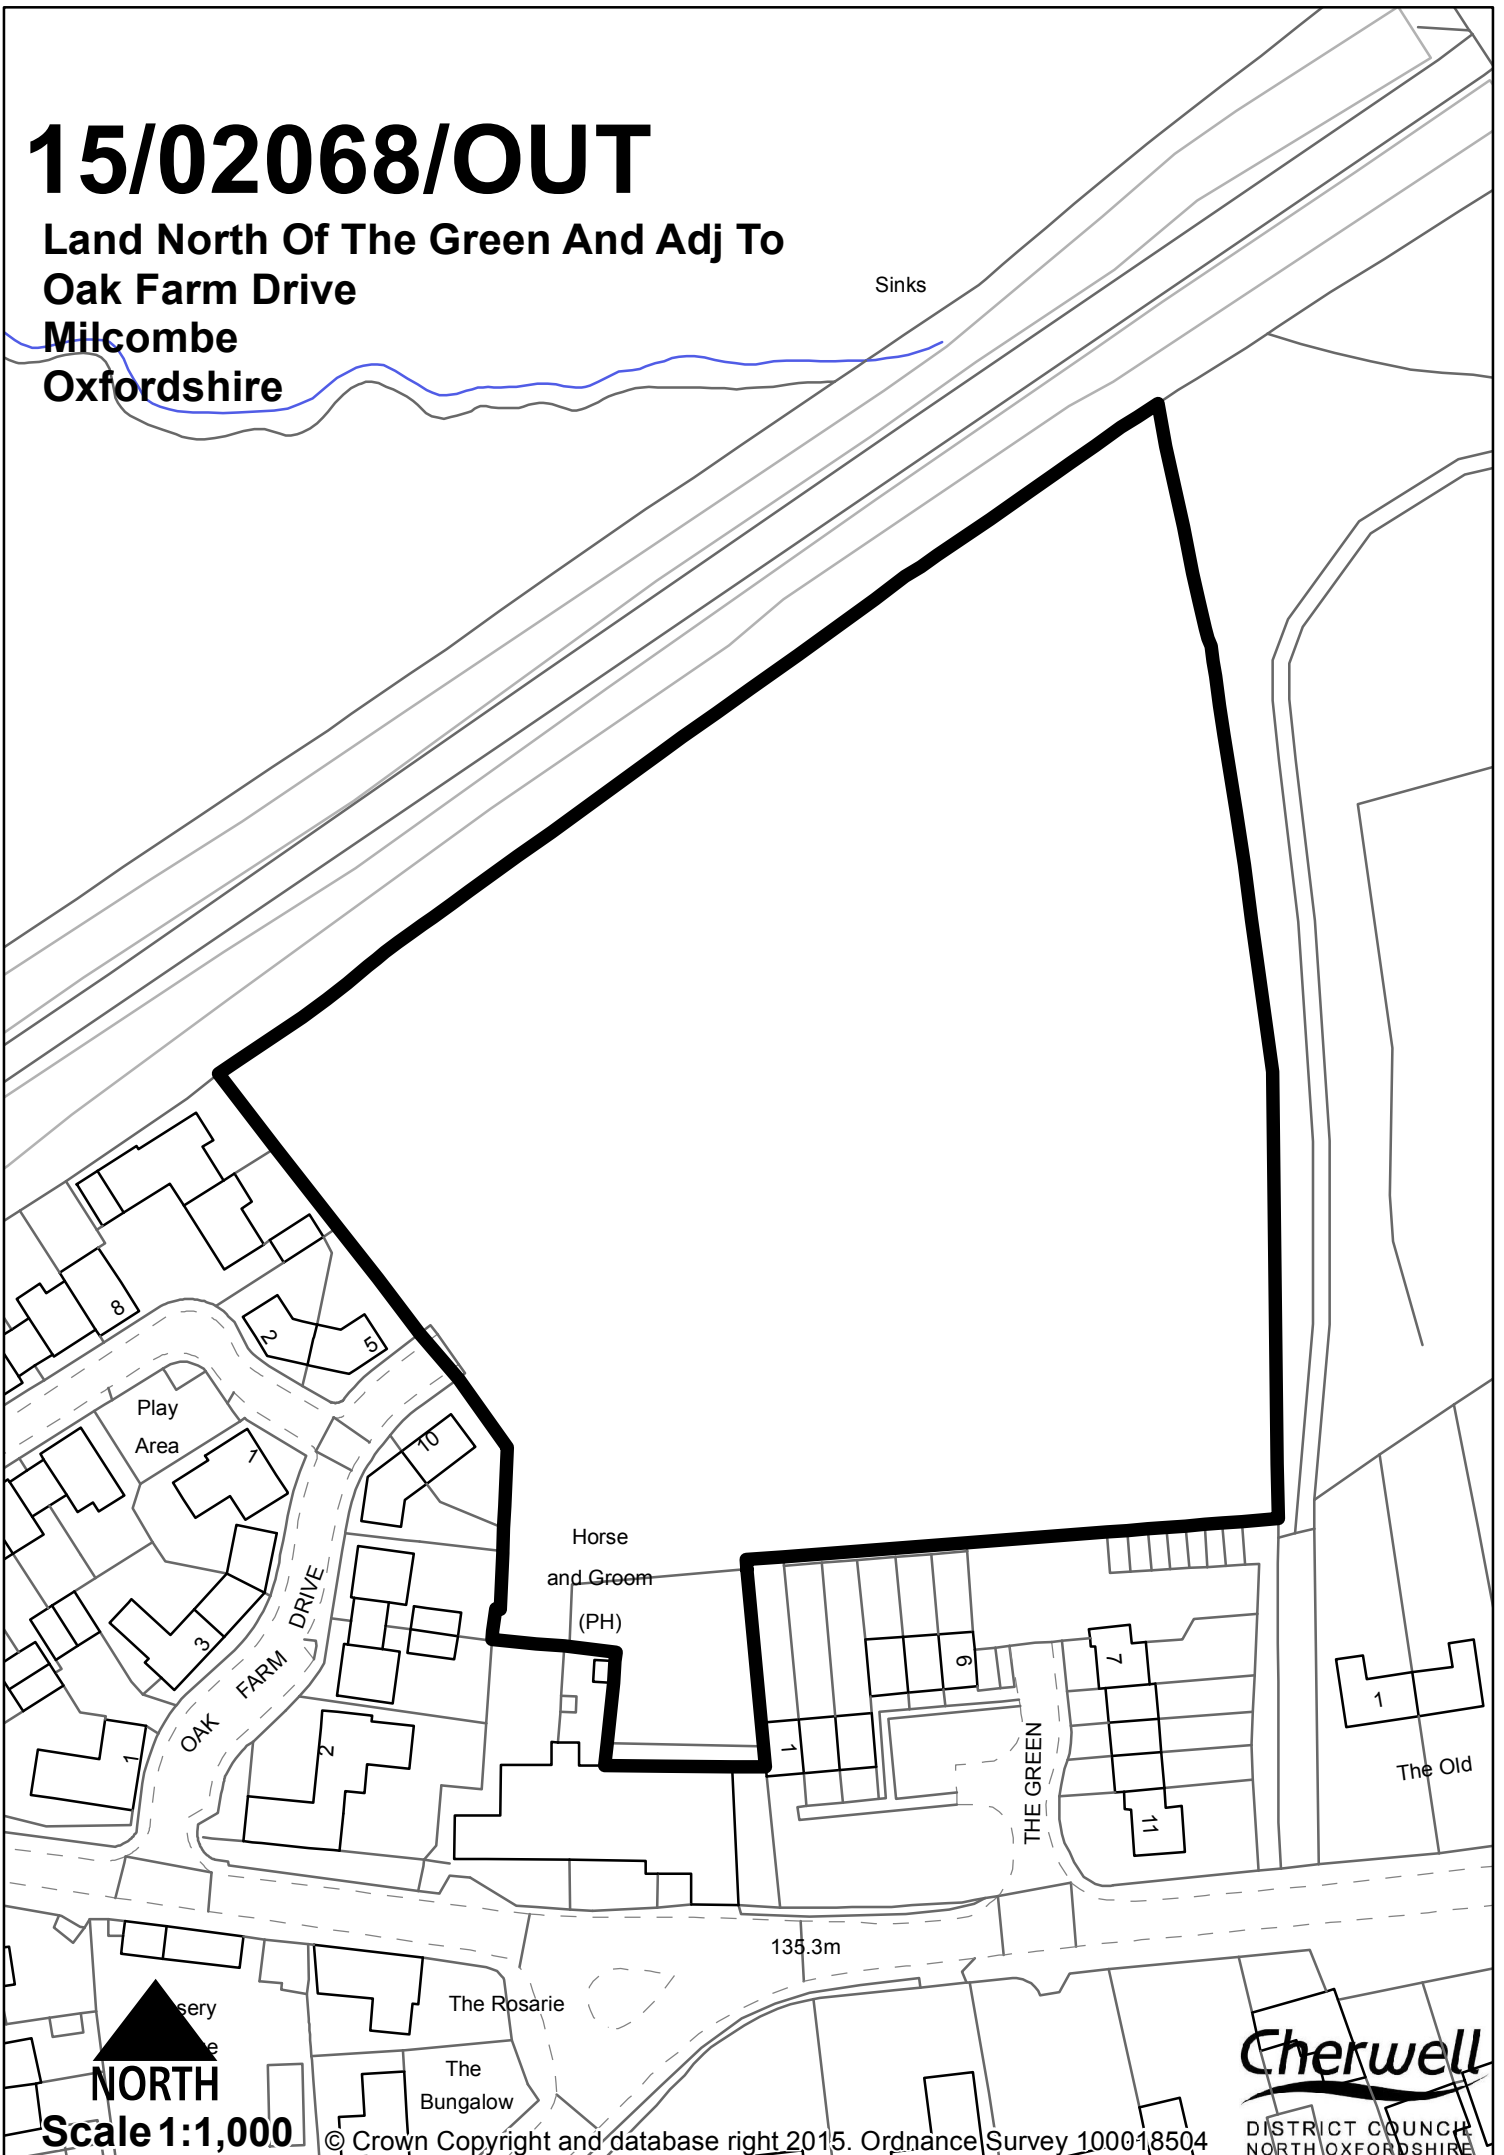 15/02068/OUT
Land North Of The Green And Adj To
Oak Farm Drive
Milcombe
Oxfordshire
Sinks
8
2
5
Play
Area
1
10
Horse
and Groom
(PH)
DRIVE
FARM
OAK
3
1
2
1
6
7
THE GREEN
11
1
The Old
135.3m
The Rosarie
The
Bungalow
NORTH
Scale 1:1,000
© Crown Copyright and database right 2015. Ordnance Survey 100018504
Cherwell
DISTRICT COUNCIL
NORTH OXFORDSHIRE